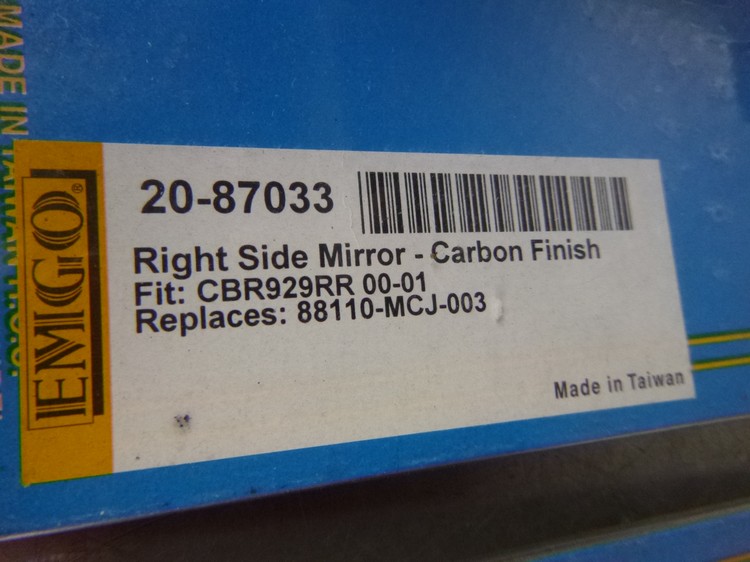 MADE IN TAIWAN
EMGO®
20-87033
Right Side Mirror - Carbon Finish
Fit: CBR929RR 00-01
Replaces: 88110-MCJ-003
Made in Taiwan